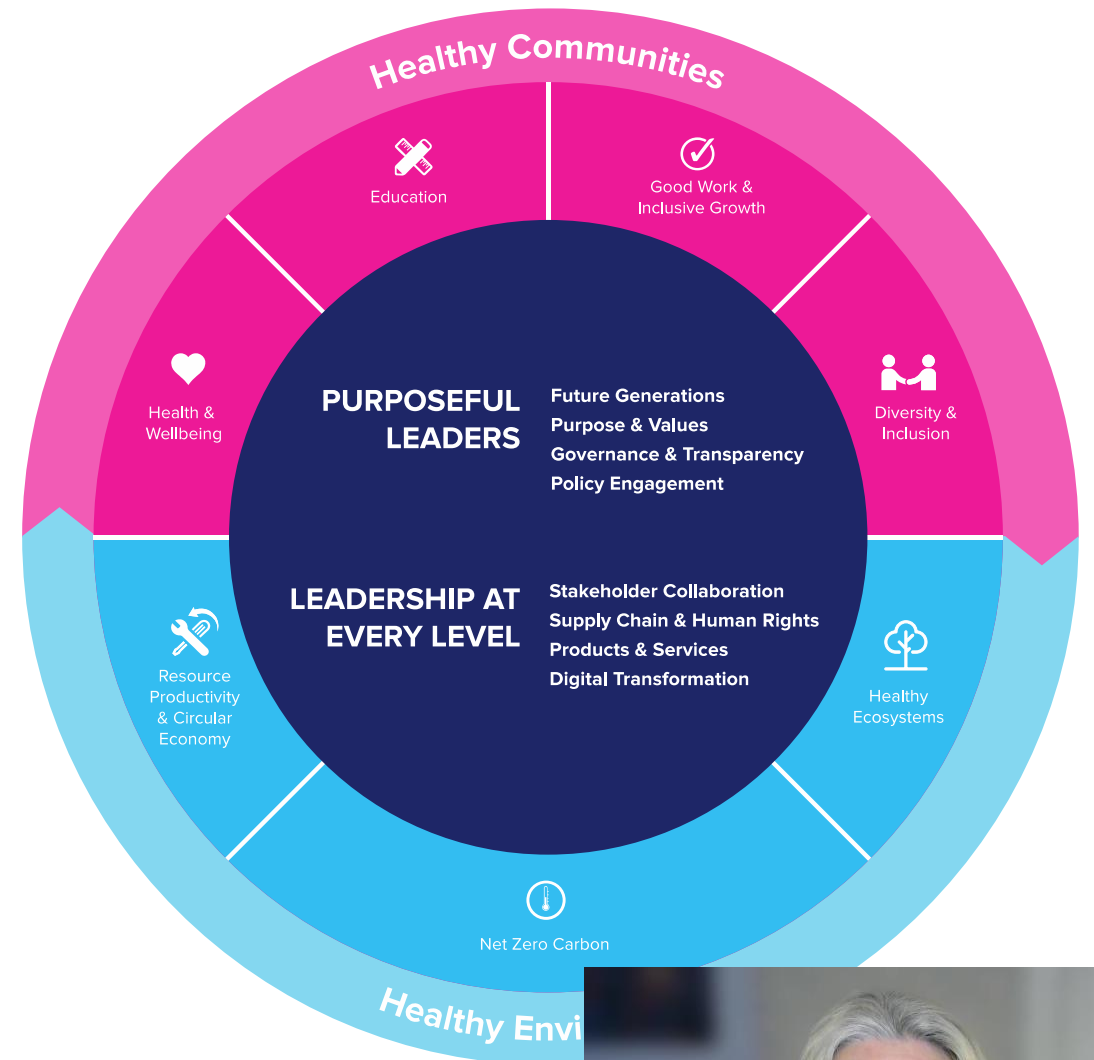 Healthy Communities
Education
Good Work &
Inclusive Growth
Health &
Wellbeing
Diversity &
Inclusion
PURPOSEFUL
LEADERS
Future Generations
Purpose & Values
Governance & Transparency
Policy Engagement
LEADERSHIP AT
EVERY LEVEL
Stakeholder Collaboration
Supply Chain & Human Rights
Products & Services
Digital Transformation
Resource
Productivity
& Circular
Economy
Healthy
Ecosystems
Net Zero Carbon
Healthy Envi